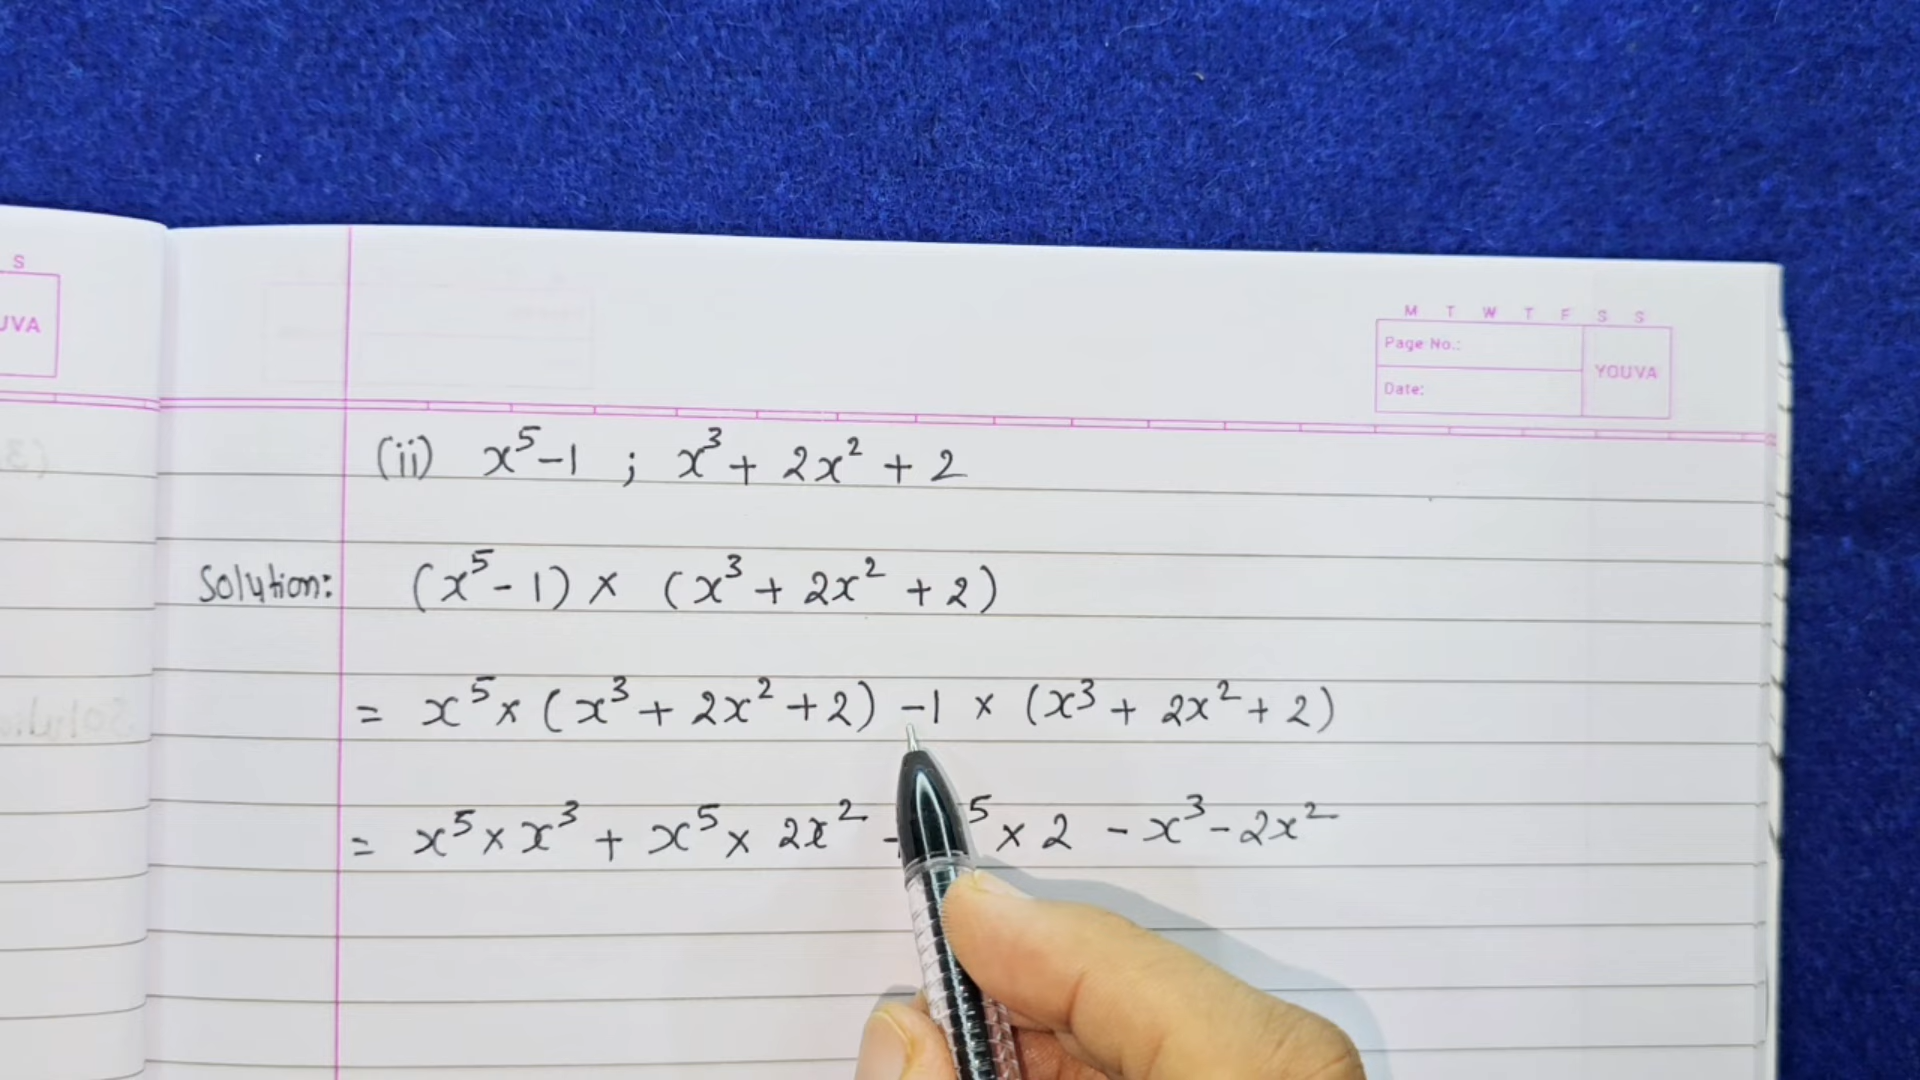 S
UVA
M T W T F S S
Page No.:
YOUVA
Date:
(ii) x⁵-1 ; x³ + 2x² + 2
Solution: (x⁵ - 1) × (x³ + 2x² + 2)
= x⁵ × (x³ + 2x² + 2) -1 × (x³ + 2x² + 2)
= x⁵ × x³ + x⁵ × 2x² ⁵ × 2 - x³ - 2x²